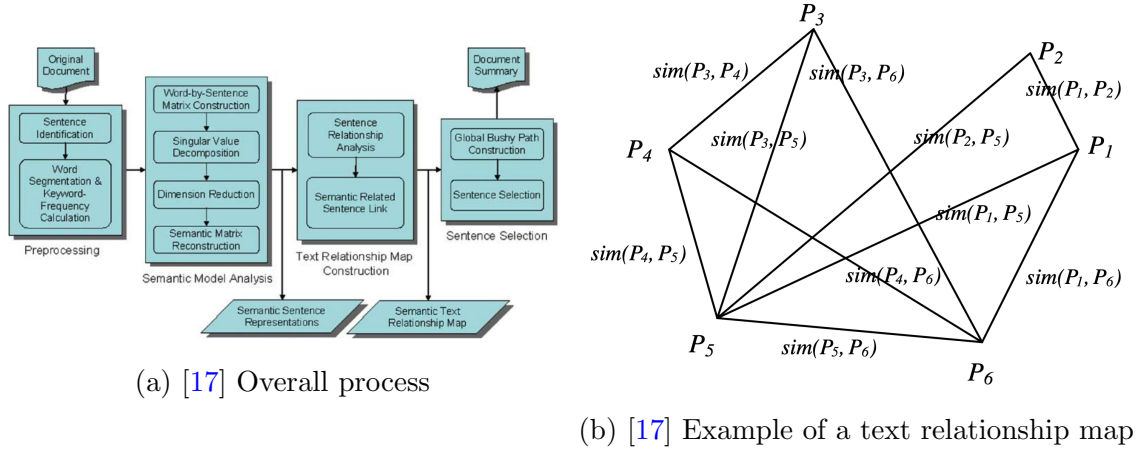 Original
Document
Sentence
Identification
Word
Segmentation &
Keyword-
Frequency
Calculation
Preprocessing
Word-by-Sentence
Matrix Construction
Singular Value
Decomposition
Dimension Reduction
Semantic Matrix
Reconstruction
Semantic Model Analysis
Sentence
Relationship
Analysis
Semantic Related
Sentence Link
Text Relationship Map
Construction
Document
Summary
Global Bushy Path
Construction
Sentence Selection
Sentence Selection
Semantic Sentence
Representations
Semantic Text
Relationship Map
(a) [17] Overall process
P3
P2
sim(P3, P4)
sim(P3, P6)
sim(P1, P2)
P4
sim(P3, P5)
sim(P2, P5)
P1
sim(P1, P5)
sim(P4, P5)
sim(P4, P6)
sim(P1, P6)
P5
sim(P5, P6)
P6
(b) [17] Example of a text relationship map